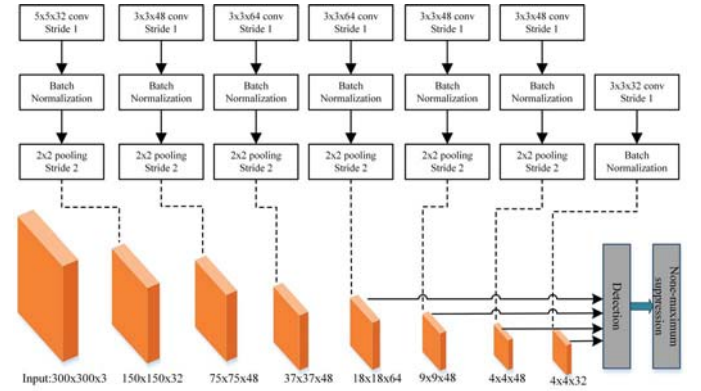 5x5x32 conv
Stride 1
3x3x48 conv
Stride 1
3x3x64 conv
Stride 1
3x3x64 conv
Stride 1
3x3x48 conv
Stride 1
3x3x48 conv
Stride 1
Batch
Normalization
Batch
Normalization
Batch
Normalization
Batch
Normalization
Batch
Normalization
Batch
Normalization
3x3x32 conv
Stride 1
2x2 pooling
Stride 2
2x2 pooling
Stride 2
2x2 pooling
Stride 2
2x2 pooling
Stride 2
2x2 pooling
Stride 2
2x2 pooling
Stride 2
Batch
Normalization
Detection
None-maximum
suppression
Input:300x300x3
150x150x32
75x75x48
37x37x48
18x18x64
9x9x48
4x4x48
4x4x32